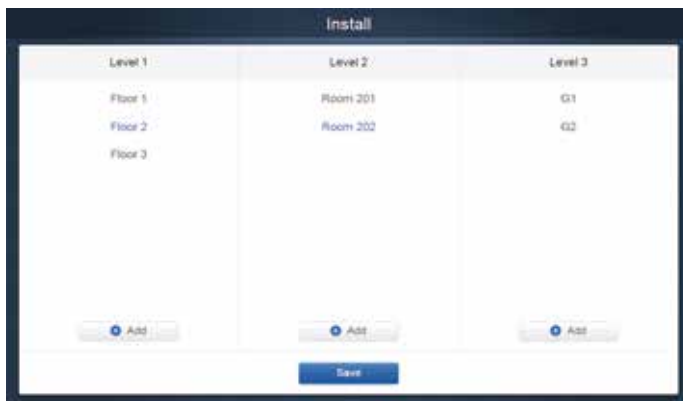 Install
Level 1 Level 2 Level 3
Floor 1 Room 201 G1
Floor 2 Room 202 G2
Floor 3
Add Add Add
Save